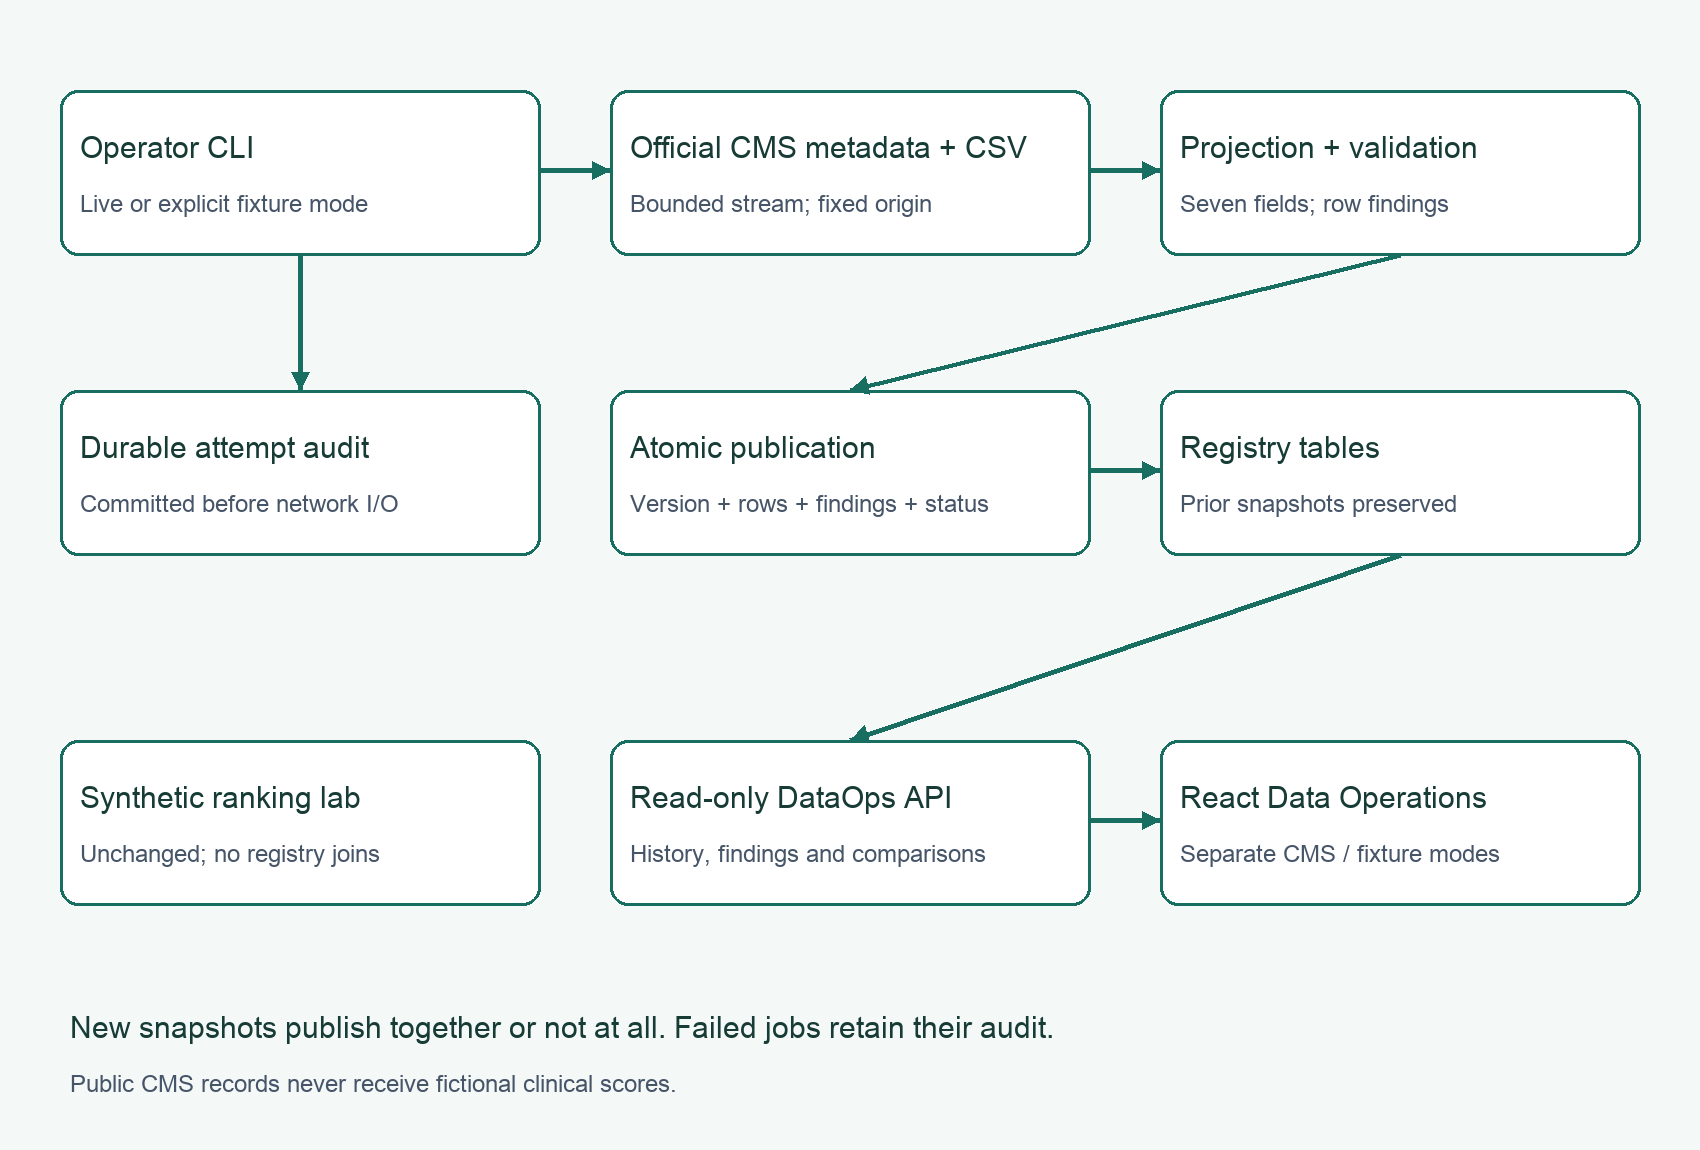 Operator CLI
Live or explicit fixture mode
Official CMS metadata + CSV
Bounded stream; fixed origin
Projection + validation
Seven fields; row findings
Durable attempt audit
Committed before network I/O
Atomic publication
Version + rows + findings + status
Registry tables
Prior snapshots preserved
Synthetic ranking lab
Unchanged; no registry joins
Read-only DataOps API
History, findings and comparisons
React Data Operations
Separate CMS / fixture modes
New snapshots publish together or not at all. Failed jobs retain their audit.
Public CMS records never receive fictional clinical scores.